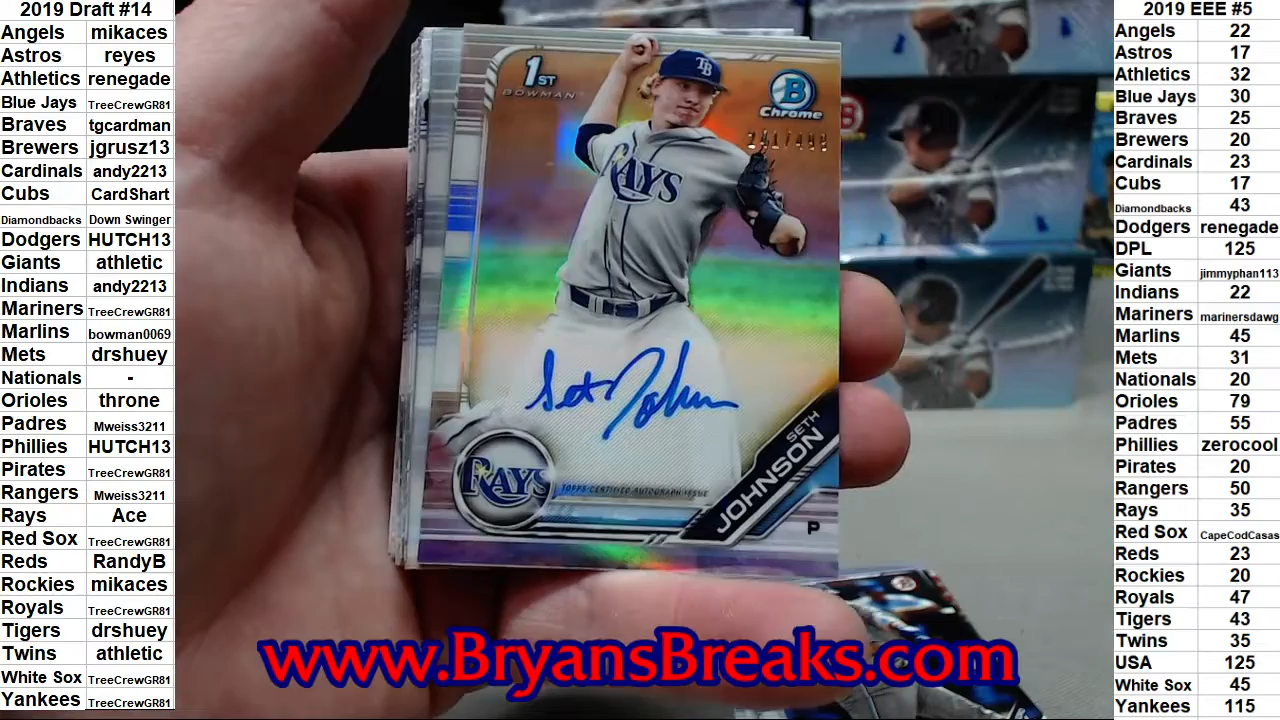 2019 Draft #14
Angels mikaces
Astros reyes
Athletics renegade
Blue Jays TreeCrewGR81
Braves tgcardman
Brewers jgrusz13
Cardinals andy2213
Cubs CardShart
Diamondbacks Down Swinger
Dodgers HUTCH13
Giants athletic
Indians andy2213
Mariners TreeCrewGR81
Marlins bowman0069
Mets drshuey
Nationals -
Orioles throne
Padres Mweiss3211
Phillies HUTCH13
Pirates TreeCrewGR81
Rangers Mweiss3211
Rays Ace
Red Sox TreeCrewGR81
Reds RandyB
Rockies mikaces
Royals TreeCrewGR81
Tigers drshuey
Twins athletic
White Sox TreeCrewGR81
Yankees TreeCrewGR81
1ST
BOWMAN
TB
B
Chrome
RAYS
Seth Johnson
RAYS
TOPPS CERTIFIED AUTOGRAPH ISSUE
SETH
JOHNSON
P
www.BryansBreaks.com
2019 EEE #5
Angels 22
Astros 17
Athletics 32
Blue Jays 30
Braves 25
Brewers 20
Cardinals 23
Cubs 17
Diamondbacks 43
Dodgers renegade
DPL 125
Giants jimmyphan113
Indians 22
Mariners marinersdawg
Marlins 45
Mets 31
Nationals 20
Orioles 79
Padres 55
Phillies zerocool
Pirates 20
Rangers 50
Rays 35
Red Sox CapeCodCasas
Reds 23
Rockies 20
Royals 47
Tigers 43
Twins 35
USA 125
White Sox 45
Yankees 115